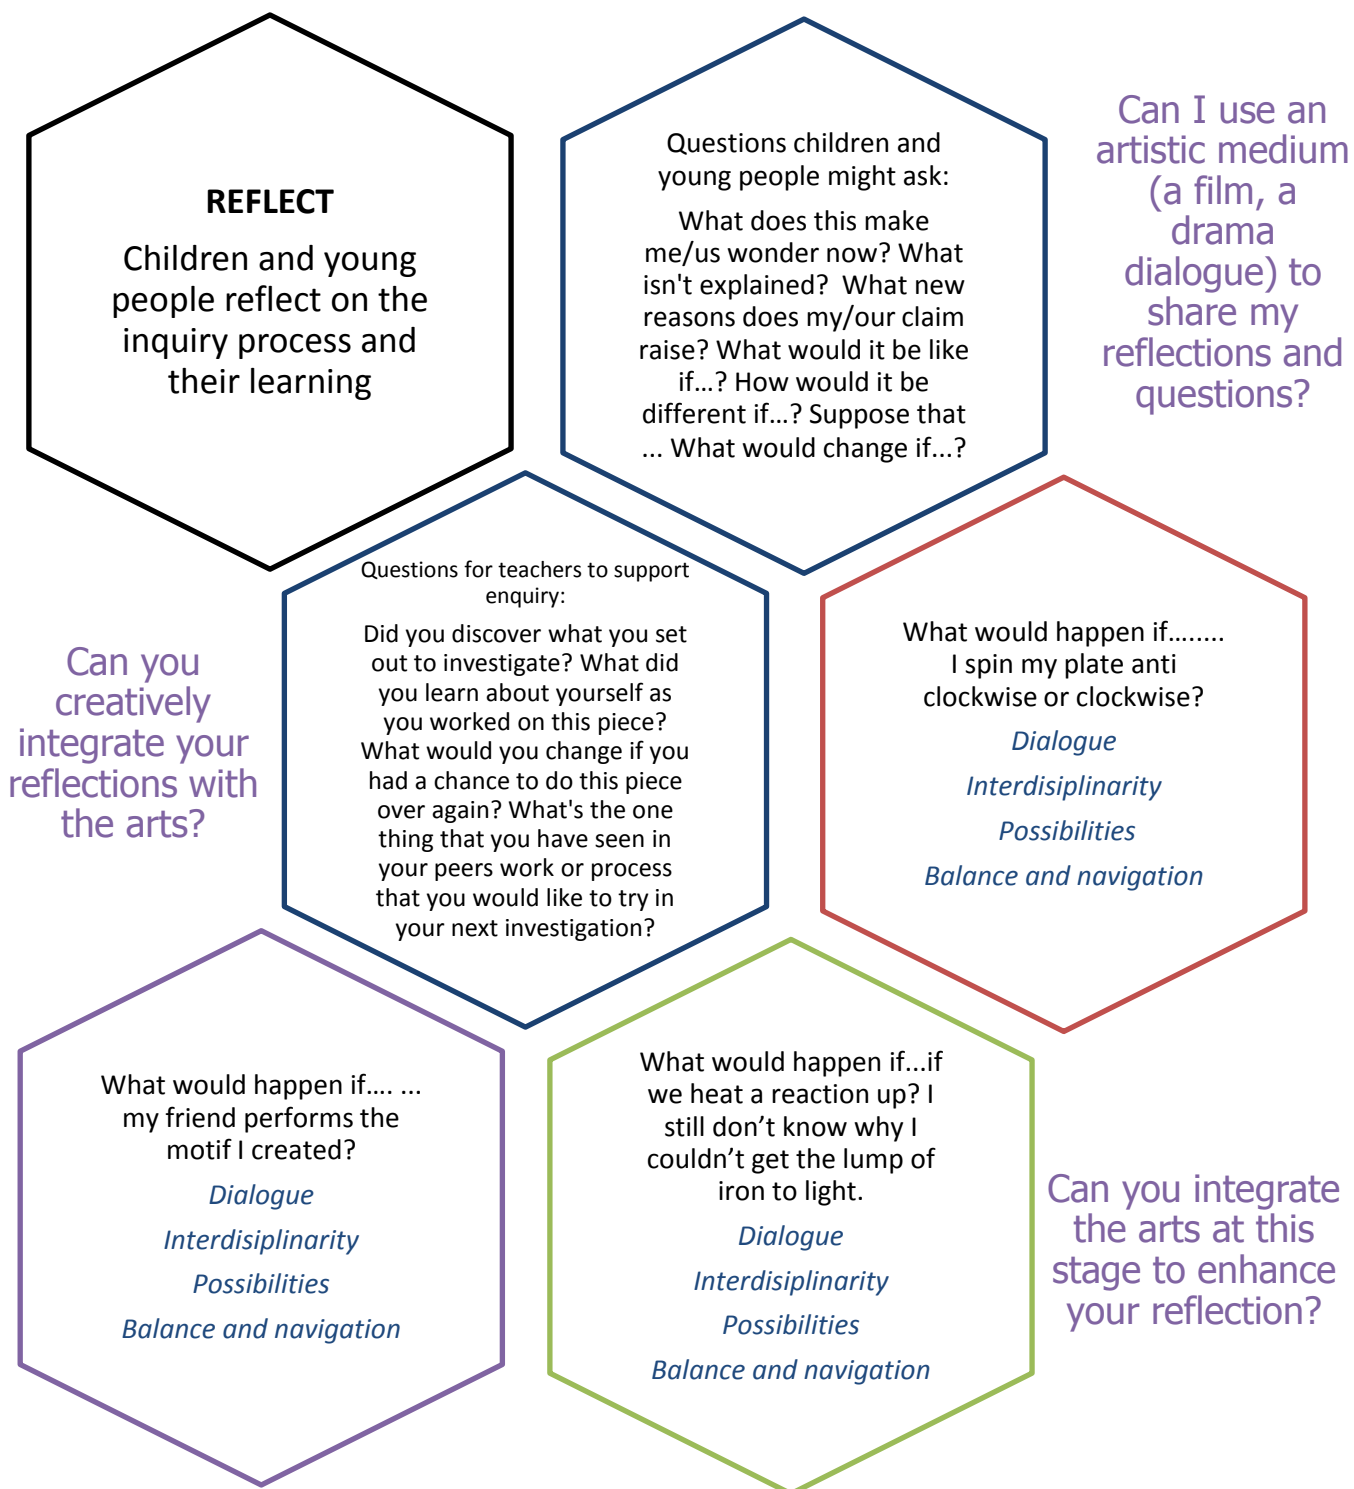 REFLECT
Children and young
people reflect on the
inquiry process and
their learning
Questions children and
young people might ask:
What does this make
me/us wonder now? What
isn't explained?  What new
reasons does my/our claim
raise? What would it be like
if...? How would it be
different if...? Suppose that
... What would change if...?
Can I use an
artistic medium
(a film, a
drama
dialogue) to
share my
reflections and
questions?
Can you
creatively
integrate your
reflections with
the arts?
Questions for teachers to support
enquiry:
Did you discover what you set
out to investigate? What did
you learn about yourself as
you worked on this piece?
What would you change if you
had a chance to do this piece
over again? What's the one
thing that you have seen in
your peers work or process
that you would like to try in
your next investigation?
What would happen if........
I spin my plate anti
clockwise or clockwise?
Dialogue
Interdisiplinarity
Possibilities
Balance and navigation
What would happen if.... ...
my friend performs the
motif I created?
Dialogue
Interdisiplinarity
Possibilities
Balance and navigation
What would happen if...if
we heat a reaction up? I
still don’t know why I
couldn’t get the lump of
iron to light.
Dialogue
Interdisiplinarity
Possibilities
Balance and navigation
Can you integrate
the arts at this
stage to enhance
your reflection?